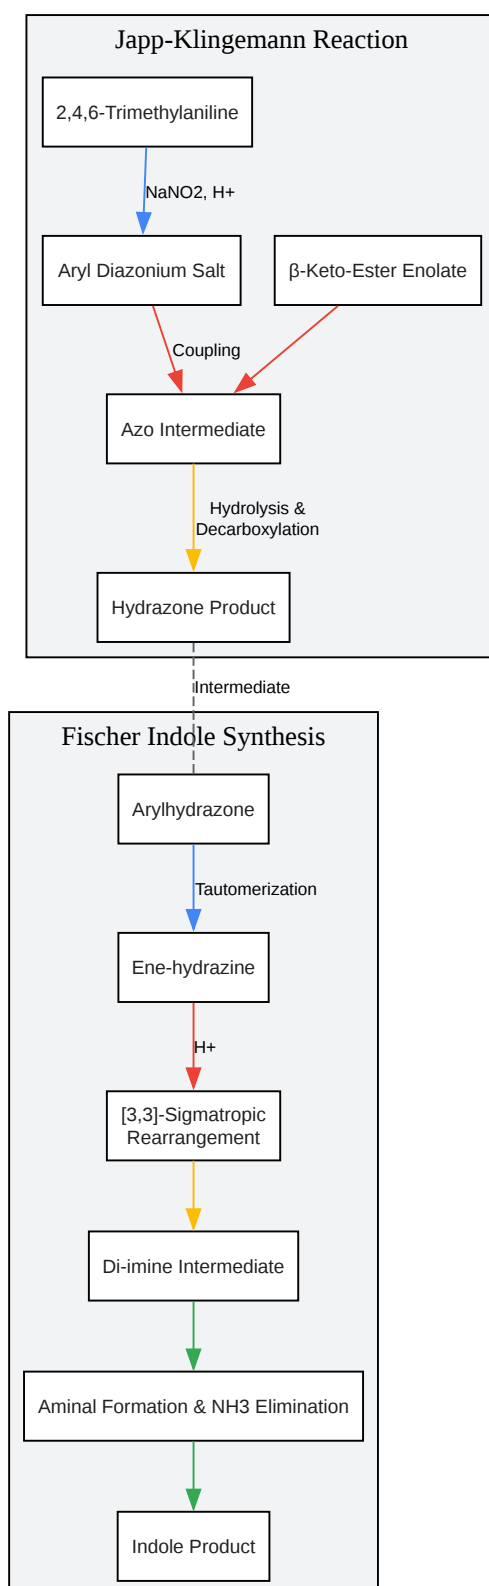 Japp-Klingemann Reaction
2,4,6-Trimethylaniline
NaNO2, H+
Aryl Diazonium Salt
β-Keto-Ester Enolate
Coupling
Azo Intermediate
Hydrolysis &
Decarboxylation
Hydrazone Product
Intermediate
Fischer Indole Synthesis
Arylhydrazone
Tautomerization
Ene-hydrazine
H+
[3,3]-Sigmatropic
Rearrangement
Di-imine Intermediate
Aminal Formation & NH3 Elimination
Indole Product